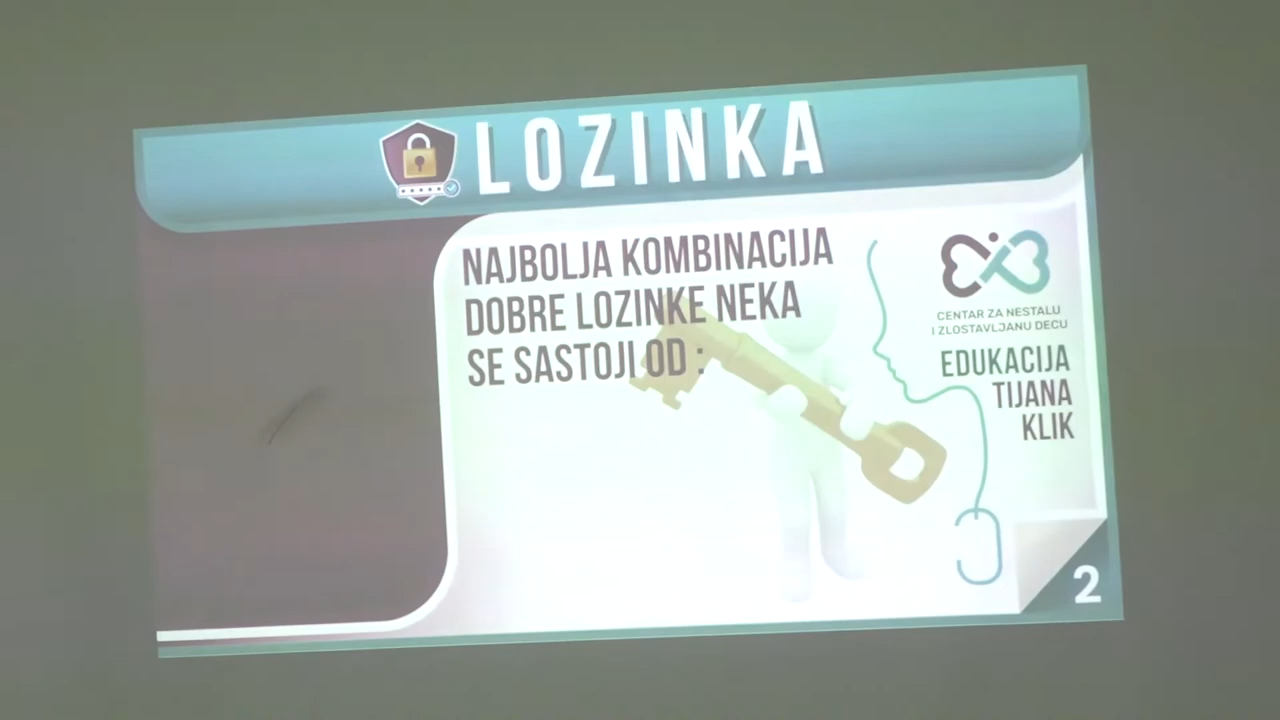 LOZINKA
NAJBOLJA KOMBINACIJA
DOBRE LOZINKE NEKA
SE SASTOJI OD :
CENTAR ZA NESTALU
I ZLOSTAVLJANU DECU
EDUKACIJA
TIJANA
KLIK
2